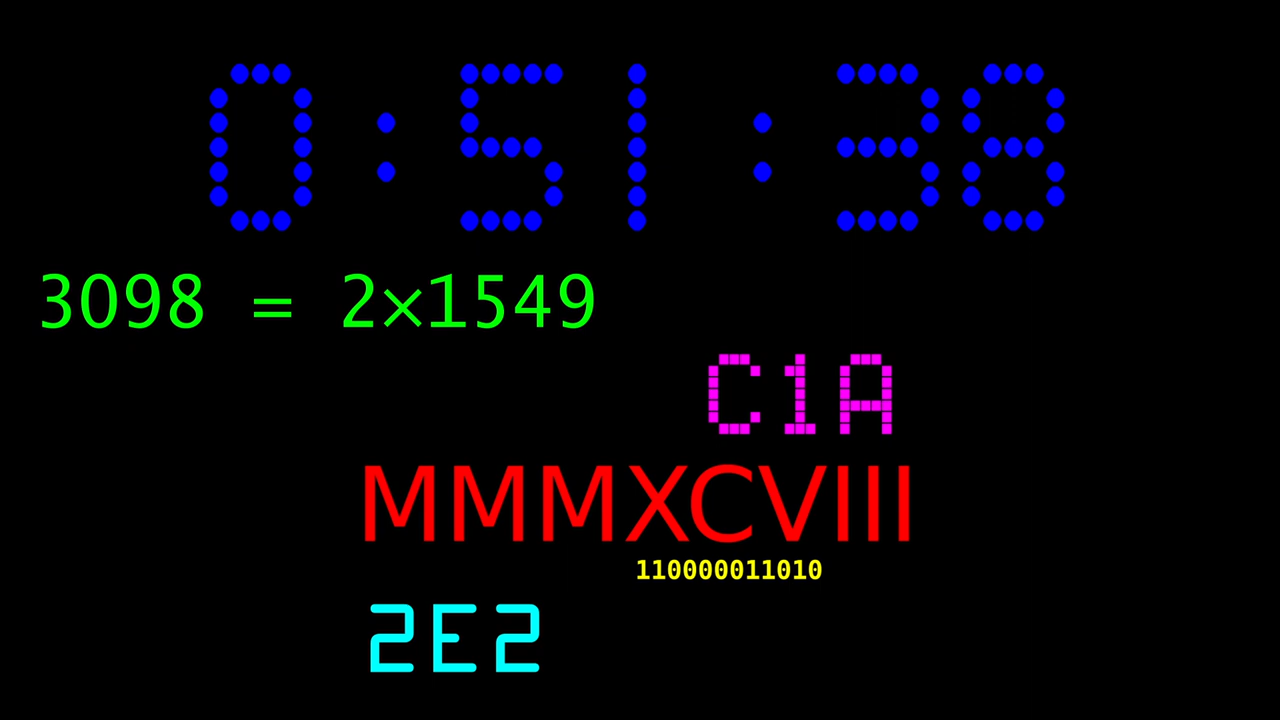 0:51:38
3098 = 2×1549
C1A
MMMXCVIII
110000011010
2E2